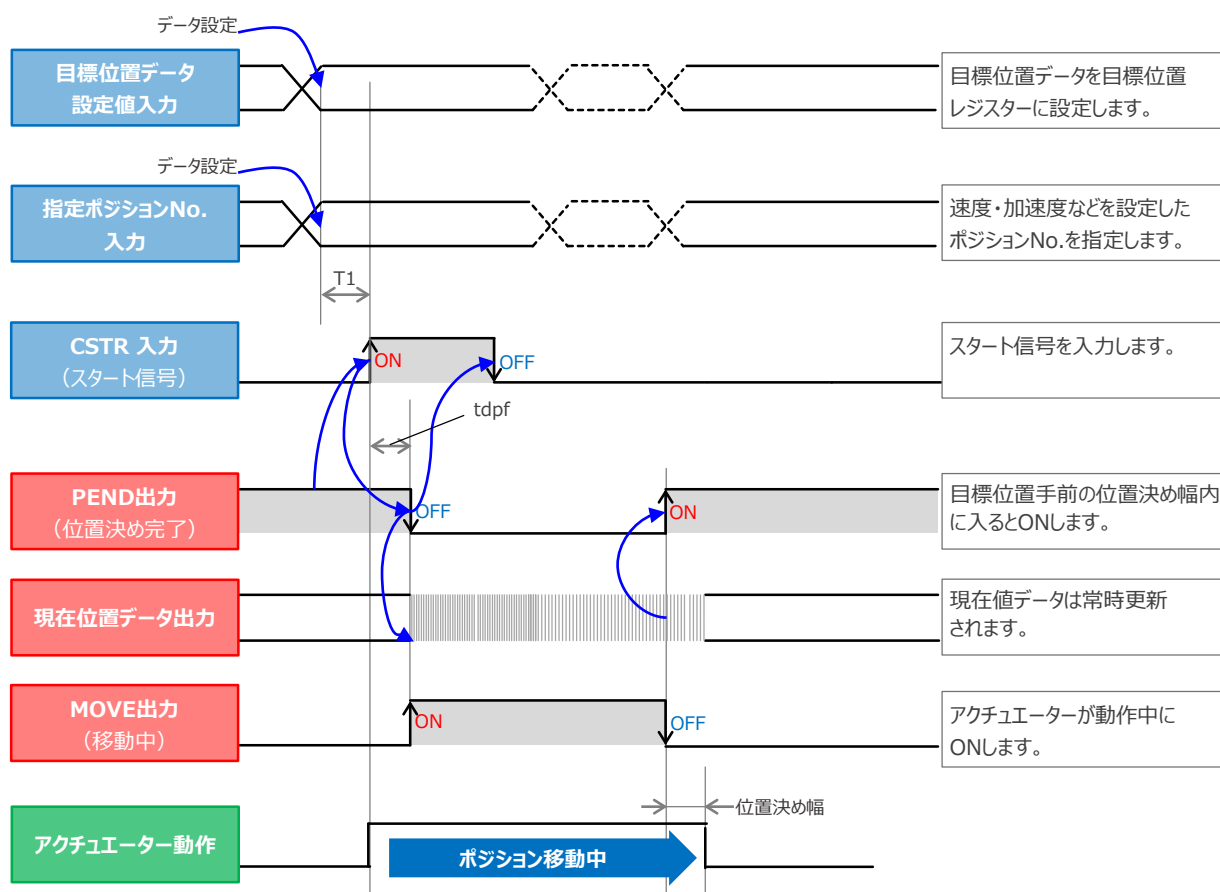 データ設定
目標位置データ
設定値入力
目標位置データを目標位置
レジスターに設定します。
データ設定
指定ポジションNo.
入力
速度・加速度などを設定した
ポジションNo.を指定します。
T1
CSTR 入力
（スタート信号）
ON
OFF
スタート信号を入力します。
tdpf
PEND出力
（位置決め完了）
OFF
ON
目標位置手前の位置決め幅内
に入るとONします。
現在位置データ出力
現在値データは常時更新
されます。
MOVE出力
（移動中）
ON
OFF
アクチュエーターが動作中に
ONします。
位置決め幅
アクチュエーター動作
ポジション移動中